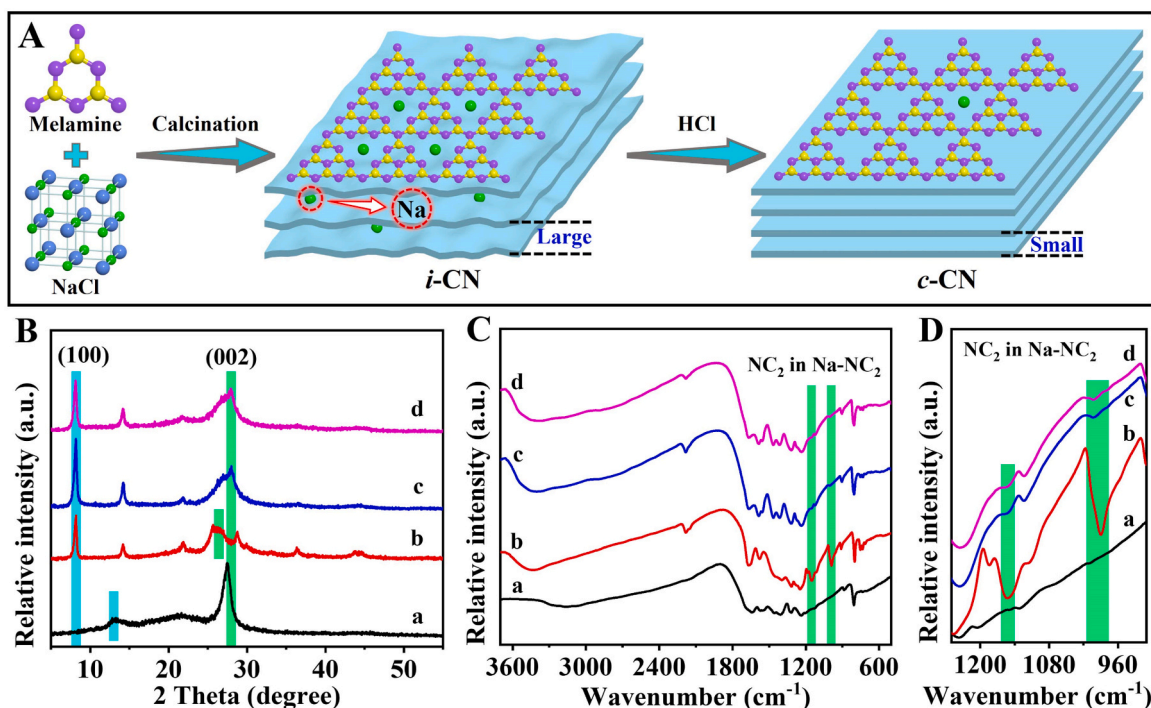 A
Melamine
NaCl
Calcination
Na
Large
i-CN
HCl
Small
c-CN
B
(100)
(002)
d
c
b
a
Relative intensity (a.u.)
10 20 30 40 50
2 Theta (degree)
C
NC₂ in Na-NC₂
d
c
b
a
Relative intensity (a.u.)
3600 3000 2400 1800 1200 600
Wavenumber (cm⁻¹)
D
NC₂ in Na-NC₂
d
c
b
a
Relative intensity (a.u.)
1200 1080 960
Wavenumber (cm⁻¹)